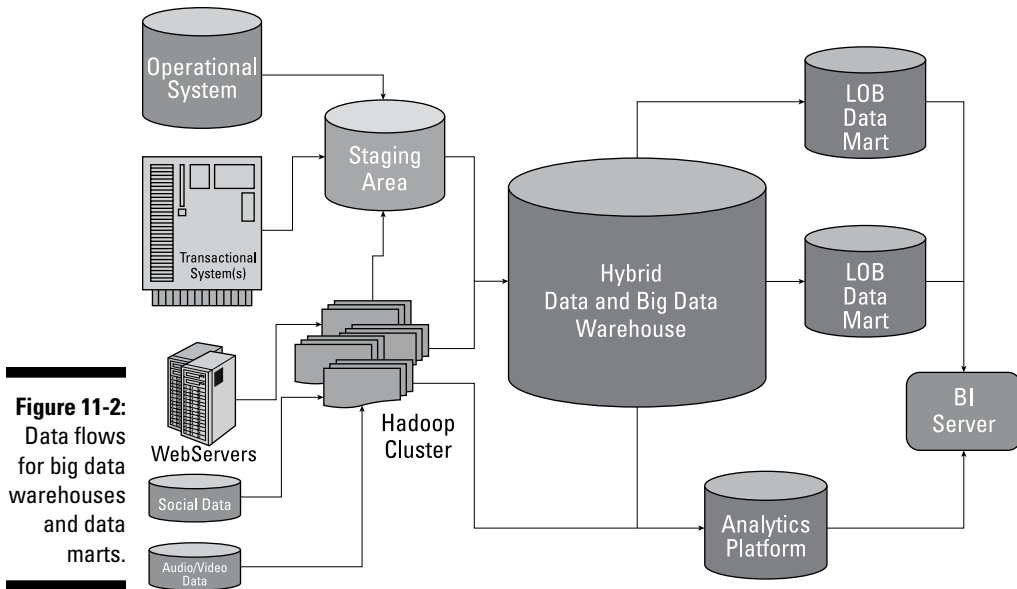 Operational
System
Staging
Area
Transactional
System(s)
WebServers
Social Data
Audio/Video
Data
Hadoop
Cluster
Hybrid
Data and Big Data
Warehouse
LOB
Data
Mart
LOB
Data
Mart
BI
Server
Analytics
Platform
Figure 11-2:
Data flows
for big data
warehouses
and data
marts.